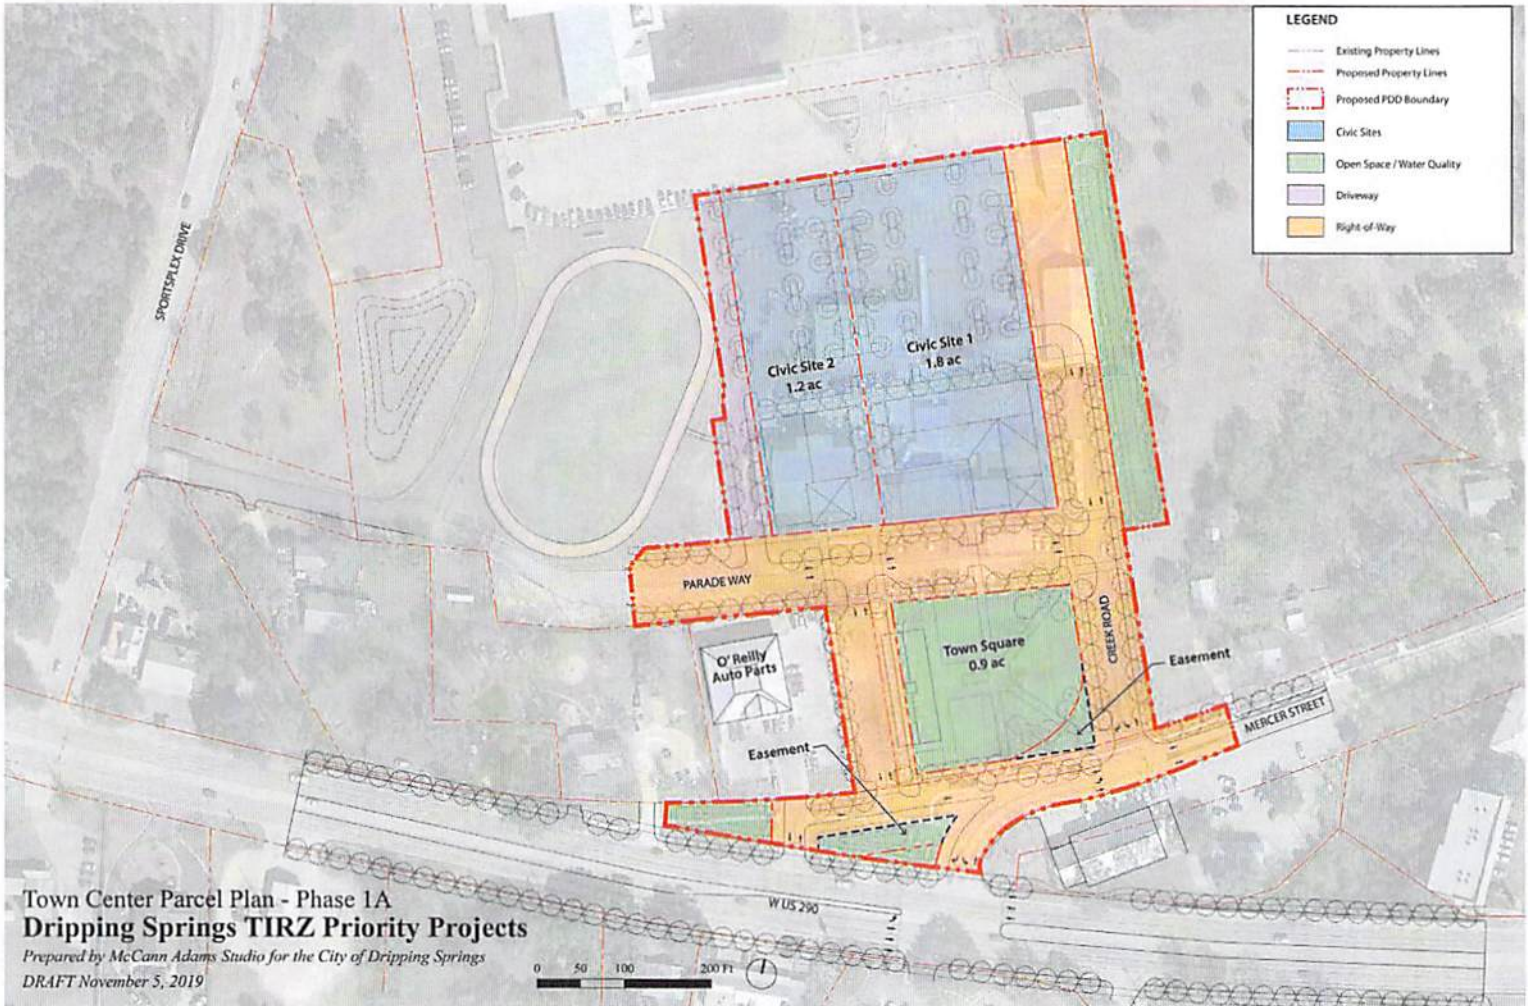 LEGEND
Existing Property Lines
Proposed Property Lines
Proposed PDD Boundary
Civic Sites
Open Space / Water Quality
Driveway
Right-of-Way
SPORTSPLEX DRIVE
Civic Site 2
1.2 ac
Civic Site 1
1.8 ac
PARADE WAY
CREEK ROAD
Town Square
0.9 ac
O'Reilly
Auto Parts
Easement
Easement
MERCER STREET
W US 290
Town Center Parcel Plan - Phase 1A
Dripping Springs TIRZ Priority Projects
Prepared by McCann Adams Studio for the City of Dripping Springs
DRAFT November 5, 2019
0 50 100 200 Ft